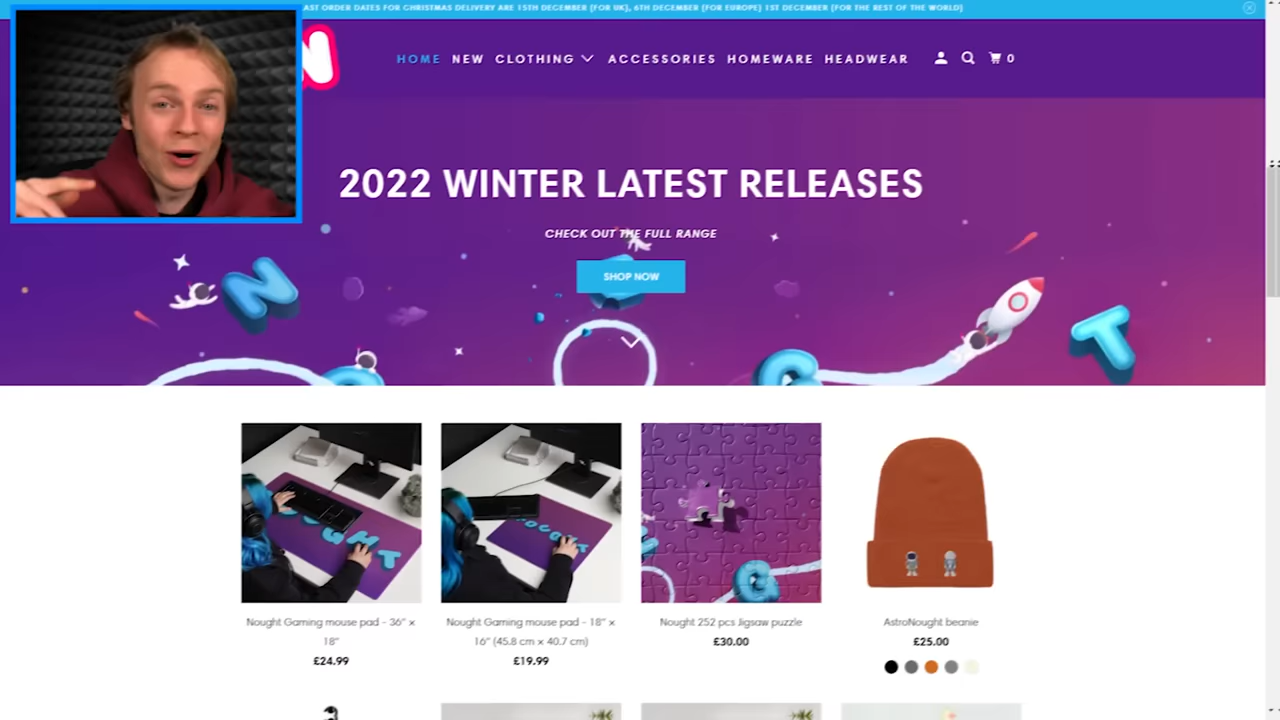 AST ORDER DATES FOR CHRISTMAS DELIVERY ARE 15TH DECEMBER (FOR UK), 6TH DECEMBER (FOR EUROPE) 1ST DECEMBER (FOR THE REST OF THE WORLD)
N
HOME NEW CLOTHING ACCESSORIES HOMEWARE HEADWEAR 0
2022 WINTER LATEST RELEASES
CHECK OUT THE FULL RANGE
SHOP NOW
N
G
T
UGHT
G
Nought Gaming mouse pad - 36" x
18"
£24.99
Nought Gaming mouse pad - 18" x
16" (45.8 cm x 40.7 cm)
£19.99
Nought 252 pcs Jigsaw puzzle
£30.00
AstroNought beanie
£25.00